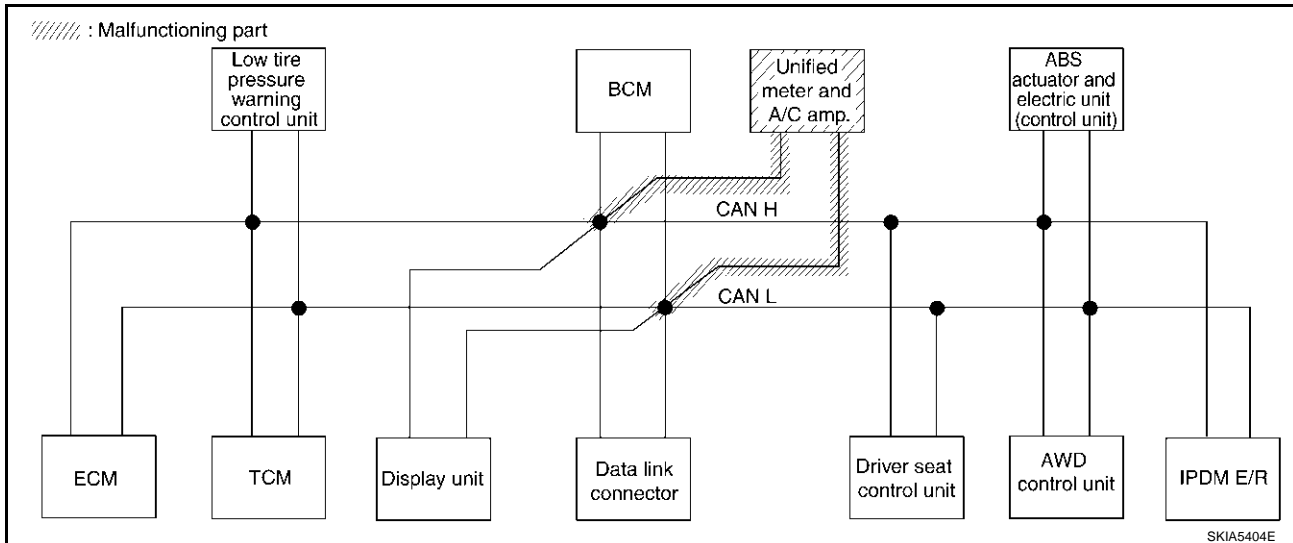 : Malfunctioning part
Low tire
pressure
warning
control unit
BCM
Unified
meter and
A/C amp.
ABS
actuator and
electric unit
(control unit)
CAN H
CAN L
ECM
TCM
Display unit
Data link
connector
Driver seat
control unit
AWD
control unit
IPDM E/R
SKIA5404E